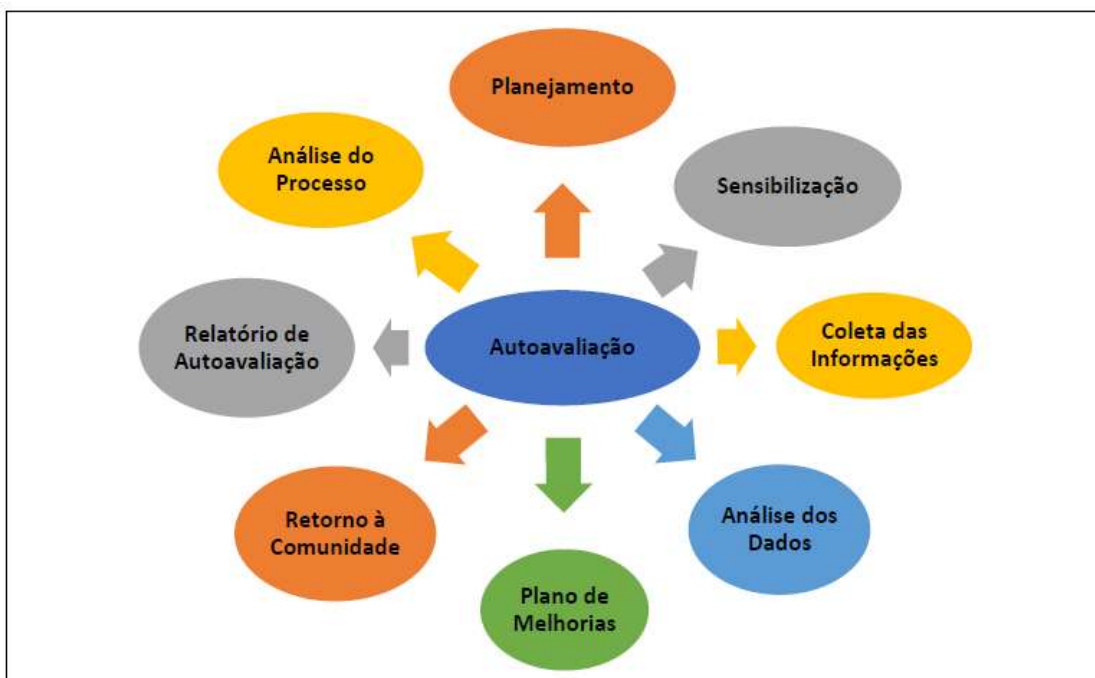 Planejamento
Sensibilização
Coleta das
Informações
Análise dos
Dados
Plano de
Melhorias
Retorno à
Comunidade
Relatório de
Autoavaliação
Análise do
Processo
Autoavaliação